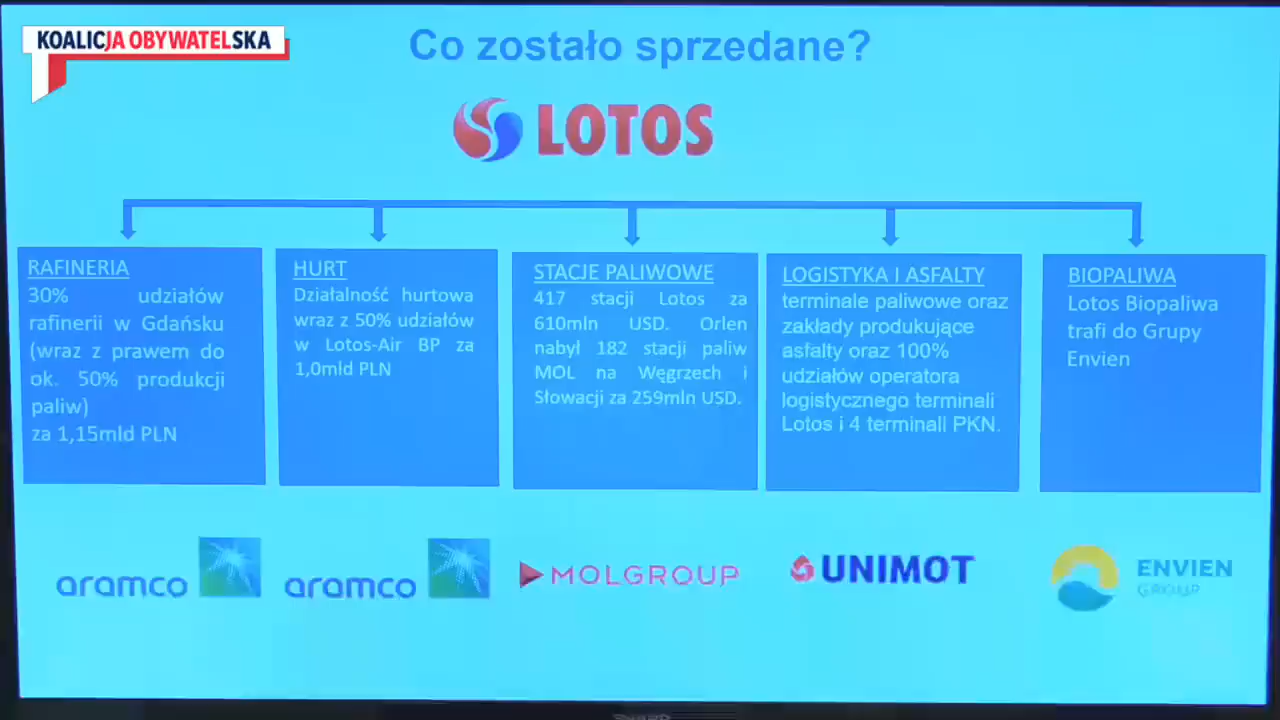 KOALICJA OBYWATELSKA
Co zostało sprzedane?
LOTOS
RAFINERIA
30% udziałów
rafinerii w Gdańsku
(wraz z prawem do
ok. 50% produkcji
paliw)
za 1,15mld PLN
HURT
Działalność hurtowa
wraz z 50% udziałów
w Lotos-Air BP za
1,0mld PLN
STACJE PALIWOWE
417 stacji Lotos za
610mln USD. Orlen
nabył 182 stacji paliw
MOL na Węgrzech i
Słowacji za 259mln USD.
LOGISTYKA I ASFALTY
terminale paliwowe oraz
zakłady produkujące
asfalty oraz 100%
udziałów operatora
logistycznego terminali
Lotos i 4 terminali PKN.
BIOPALIWA
Lotos Biopaliwa
trafi do Grupy
Envien
aramco
aramco
MOLGROUP
UNIMOT
ENVIEN
GROUP